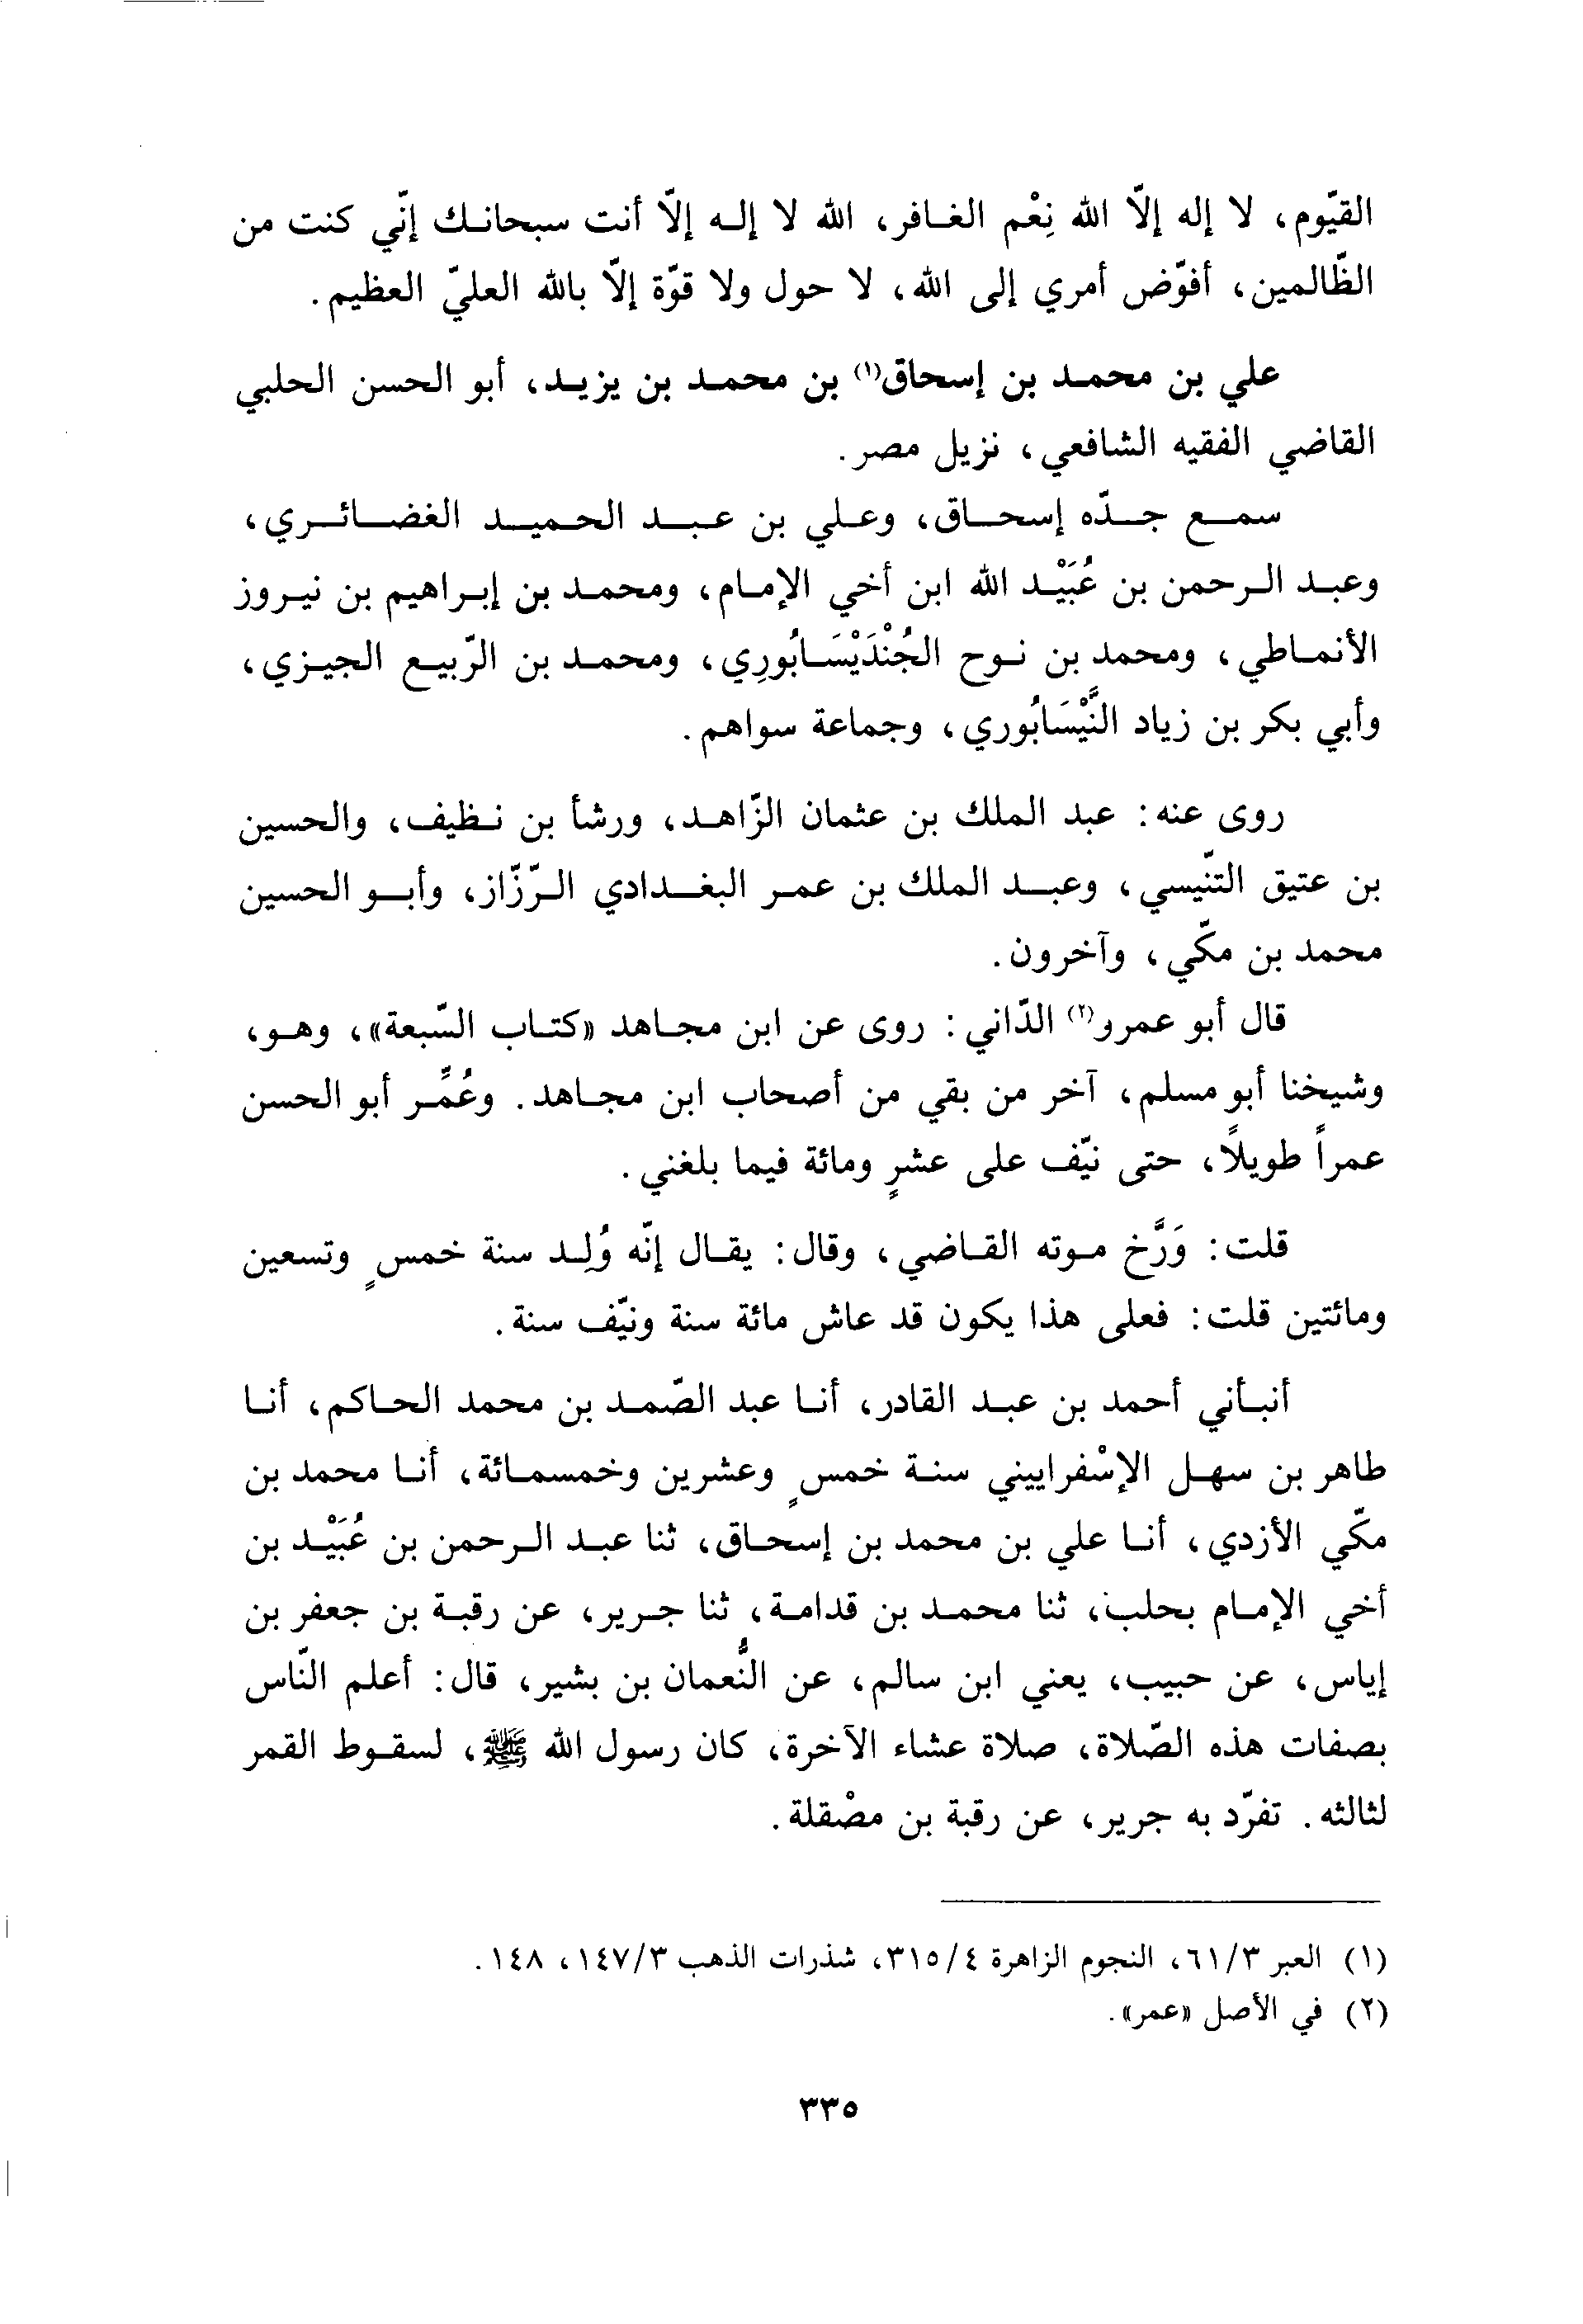 القيّوم، لا إله إلاّ الله نِعْم الغافر، الله لا إله إلاّ أنت سبحانك إنّي كنت من
الظّالمين، أفوّض أمري إلى الله، لا حول ولا قوّة إلاّ بالله العليّ العظيم.
علي بن محمد بن إسحاق(١) بن محمد بن يزيد، أبو الحسن الحلبي
القاضي الفقيه الشافعي، نزيل مصر.
سمع جدّه إسحاق، وعلي بن عبد الحميد الغضائري،
وعبد الرحمن بن عُبَيْد الله ابن أخي الإمام، ومحمد بن إبراهيم بن نيروز
الأنماطي، ومحمد بن نوح الجُنْدَيْسَابُورِي، ومحمد بن الرّبيع الجيزي،
وأبي بكر بن زياد النَّيْسَابُوري، وجماعة سواهم.
روى عنه: عبد الملك بن عثمان الزّاهد، ورشأ بن نظيف، والحسين
بن عتيق التنّيسي، وعبد الملك بن عمر البغدادي الرّزّاز، وأبو الحسين
محمد بن مكّي، وآخرون.
قال أبو عمرو(٢) الدّاني: روى عن ابن مجاهد «كتاب السّبعة»، وهو،
وشيخنا أبو مسلم، آخر من بقي من أصحاب ابن مجاهد. وعُمِّر أبو الحسن
عمراً طويلاً، حتى نيّف على عشرٍ ومائة فيما بلغني.
قلت: وَرَّخ موته القاضي، وقال: يقال إنّه وُلِد سنة خمسٍ وتسعين
ومائتين قلت: فعلى هذا يكون قد عاش مائة سنة ونيّف سنة.
أنبأني أحمد بن عبد القادر، أنا عبد الصّمد بن محمد الحاكم، أنا
طاهر بن سهل الإسْفراييني سنة خمسٍ وعشرين وخمسمائة، أنا محمد بن
مكّي الأزدي، أنا علي بن محمد بن إسحاق، ثنا عبد الرحمن بن عُبَيْد بن
أخي الإمام بحلب، ثنا محمد بن قدامة، ثنا جرير، عن رقبة بن جعفر بن
إياس، عن حبيب، يعني ابن سالم، عن النُّعمان بن بشير، قال: أعلم النّاس
بصفات هذه الصّلاة، صلاة عشاء الآخرة، كان رسول الله ﷺ، لسقوط القمر
لثالثه. تفرّد به جرير، عن رقبة بن مصْقلة.
(١) العبر ٦١/٣، النجوم الزاهرة ٣١٥/٤، شذرات الذهب ١٤٧/٣، ١٤٨.
(٢) في الأصل «عمر».
٣٣٥